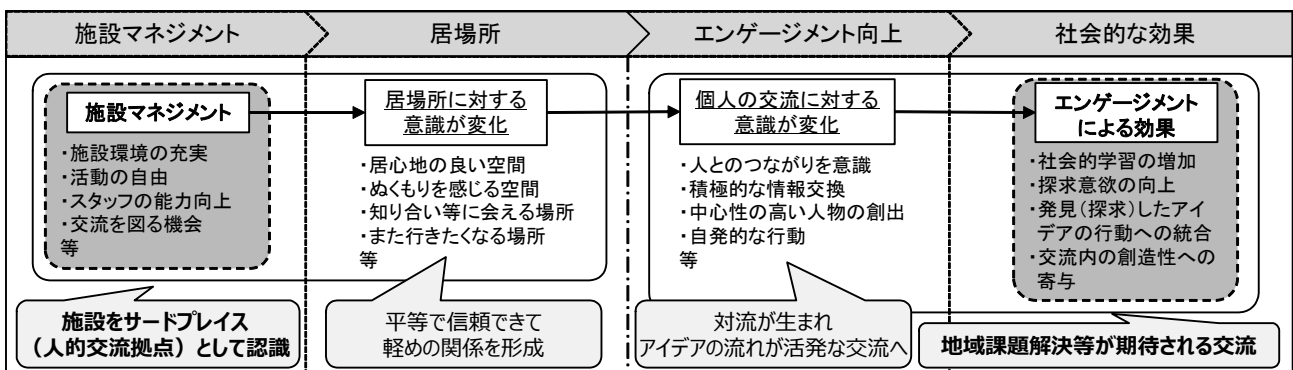 施設マネジメント
居場所
エンゲージメント向上
社会的な効果
施設マネジメント
・施設環境の充実
・活動の自由
・スタッフの能力向上
・交流を図る機会
等
居場所に対する
意識が変化
・居心地の良い空間
・ぬくもりを感じる空間
・知り合い等に会える場所
・また行きたくなる場所
等
個人の交流に対する
意識が変化
・人とのつながりを意識
・積極的な情報交換
・中心性の高い人物の創出
・自発的な行動
等
エンゲージメント
による効果
・社会的学習の増加
・探求意欲の向上
・発見(探求)したアイ
デアの行動への統合
・交流内の創造性への
寄与
施設をサードプレイス
（人的交流拠点）として認識
平等で信頼できて
軽めの関係を形成
対流が生まれ
アイデアの流れが活発な交流へ
地域課題解決等が期待される交流